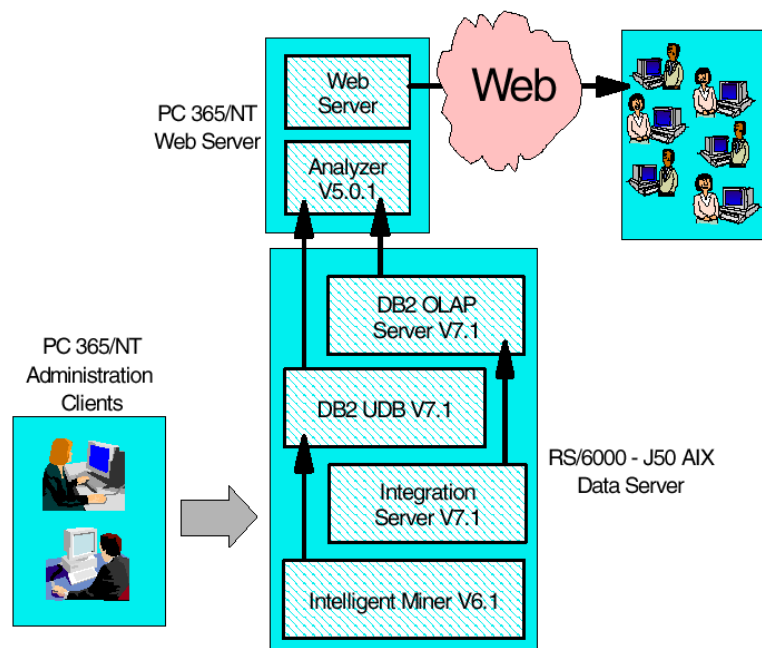 Web
Server
Web
PC 365/NT
Web Server
Analyzer
V5.0.1
DB2 OLAP
Server V7.1
PC 365/NT
Administration
Clients
DB2 UDB V7.1
RS/6000 - J50 AIX
Data Server
Integration
Server V7.1
Intelligent Miner V6.1